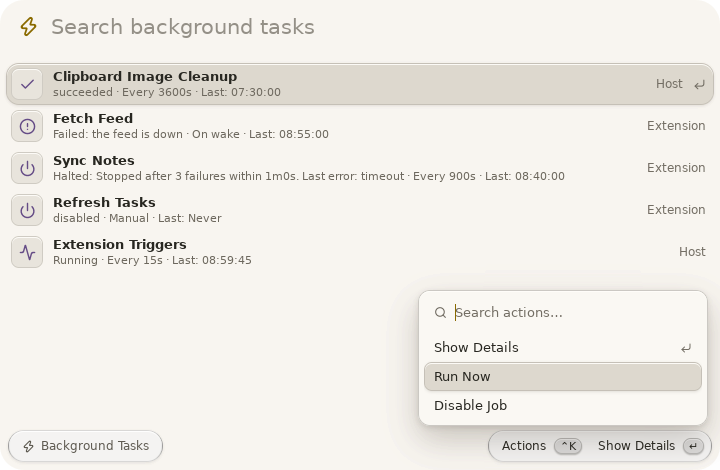 Search background tasks
Clipboard Image Cleanup
succeeded · Every 3600s · Last: 07:30:00
Host
Fetch Feed
Failed: the feed is down · On wake · Last: 08:55:00
Extension
Sync Notes
Halted: Stopped after 3 failures within 1m0s. Last error: timeout · Every 900s · Last: 08:40:00
Extension
Refresh Tasks
disabled · Manual · Last: Never
Extension
Extension Triggers
Running · Every 15s · Last: 08:59:45
Host
Search actions...
Show Details
Run Now
Disable Job
Background Tasks
Actions ^K Show Details ↵